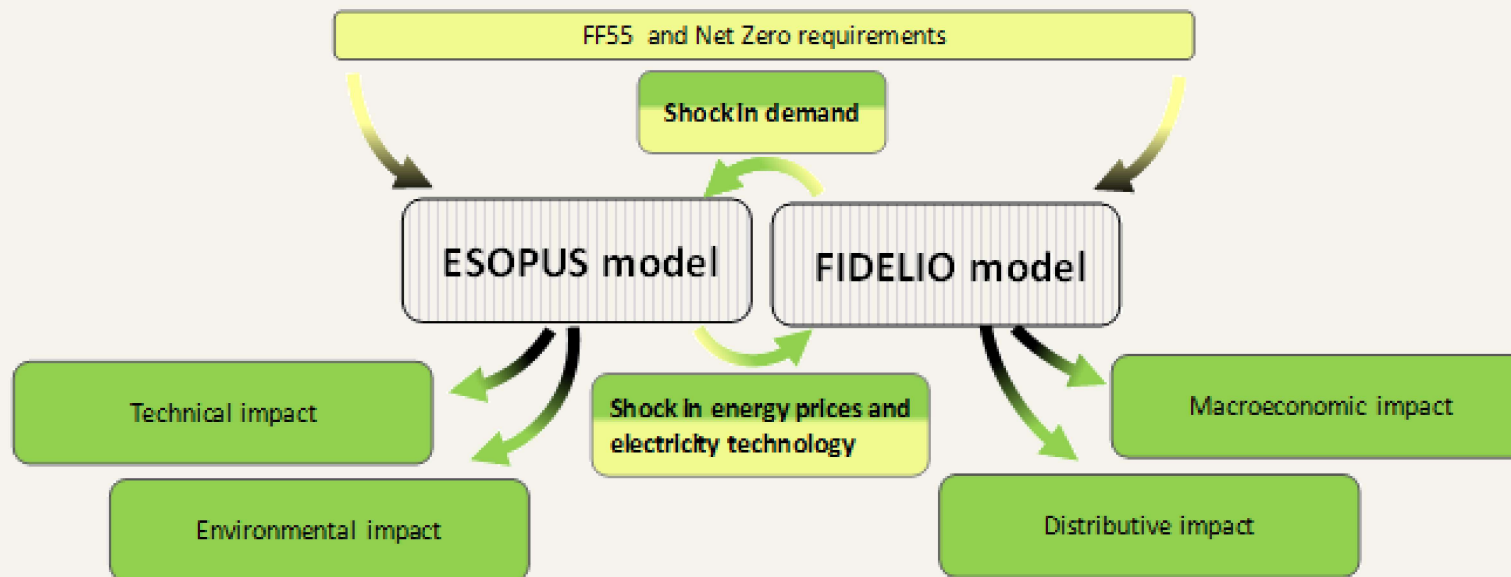 FF55 and Net Zero requirements
Shock in demand
ESOPUS model
FIDELIO model
Technical impact
Shock in energy prices and
electricity technology
Macroeconomic impact
Environmental impact
Distributive impact